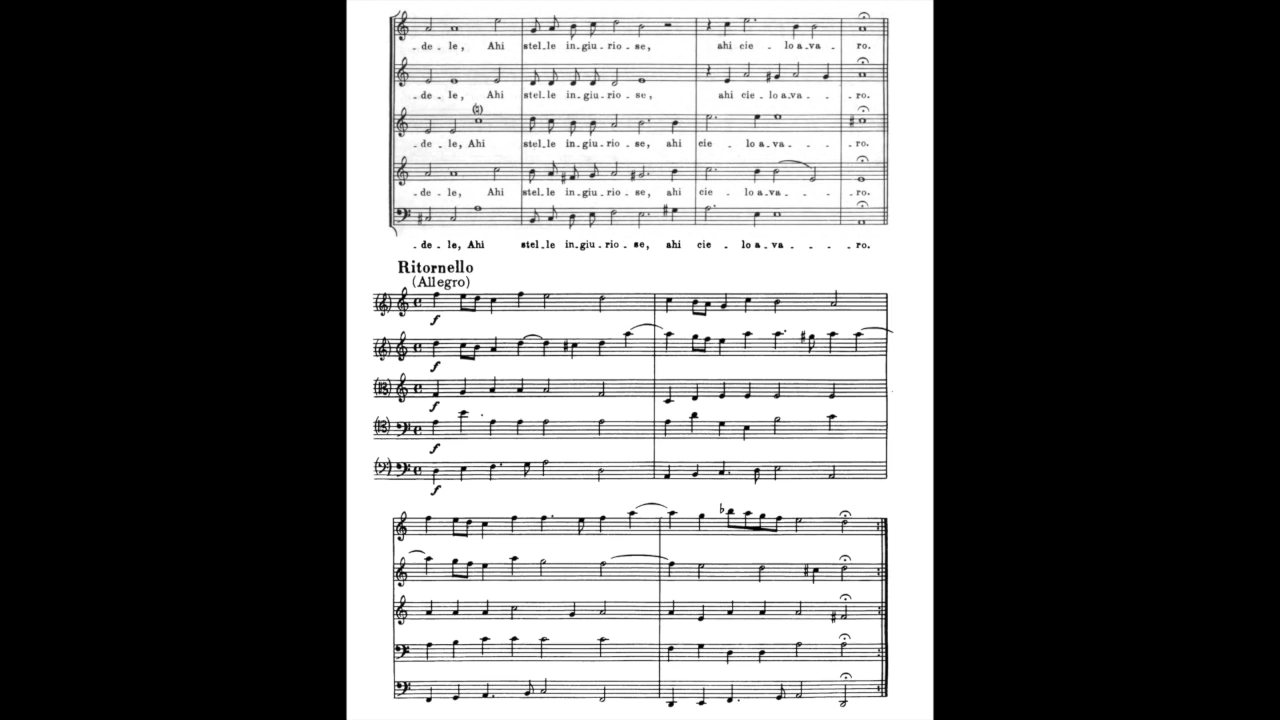 - de - le, Ahi stel - le in - giu - rio - se, ahi cie - lo a - va - ro.
- de - le, Ahi stel - le in - giu - rio - se, ahi cie - lo a - va - - - ro.
- de - le, Ahi stel - le in - giu - rio - se, ahi cie - lo a - va - - - ro.
- de - le, Ahi stel - le in - giu - rio - se, ahi cie - lo a - va - - - ro.
- de - le, Ahi stel - le in - giu - rio - se, ahi cie - lo a - va - - - - ro.
Ritornello
(Allegro)
f
f
f
f
f